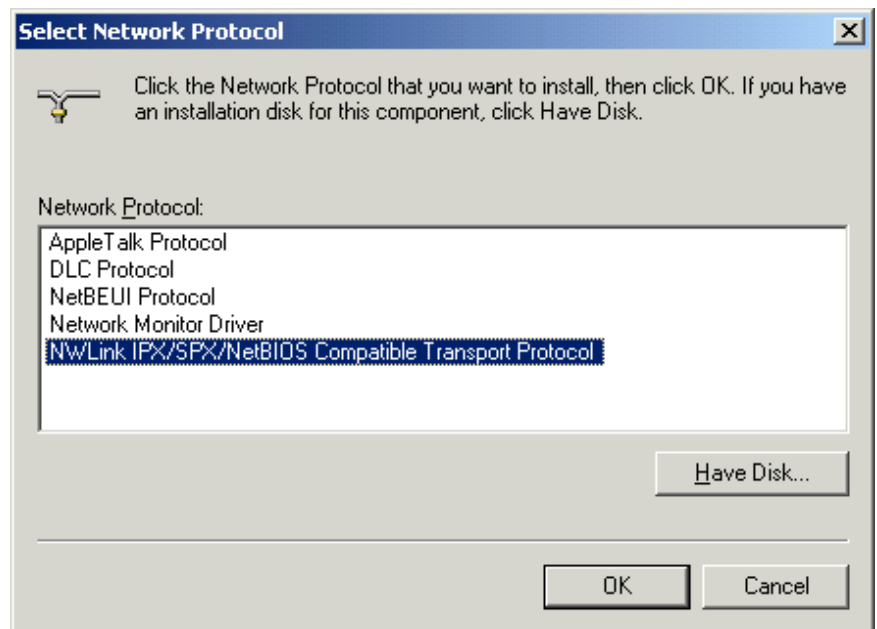 Select Network Protocol
Click the Network Protocol that you want to install, then click OK. If you have
an installation disk for this component, click Have Disk.
Network Protocol:
AppleTalk Protocol
DLC Protocol
NetBEUI Protocol
Network Monitor Driver
NWLink IPX/SPX/NetBIOS Compatible Transport Protocol
Have Disk...
OK
Cancel